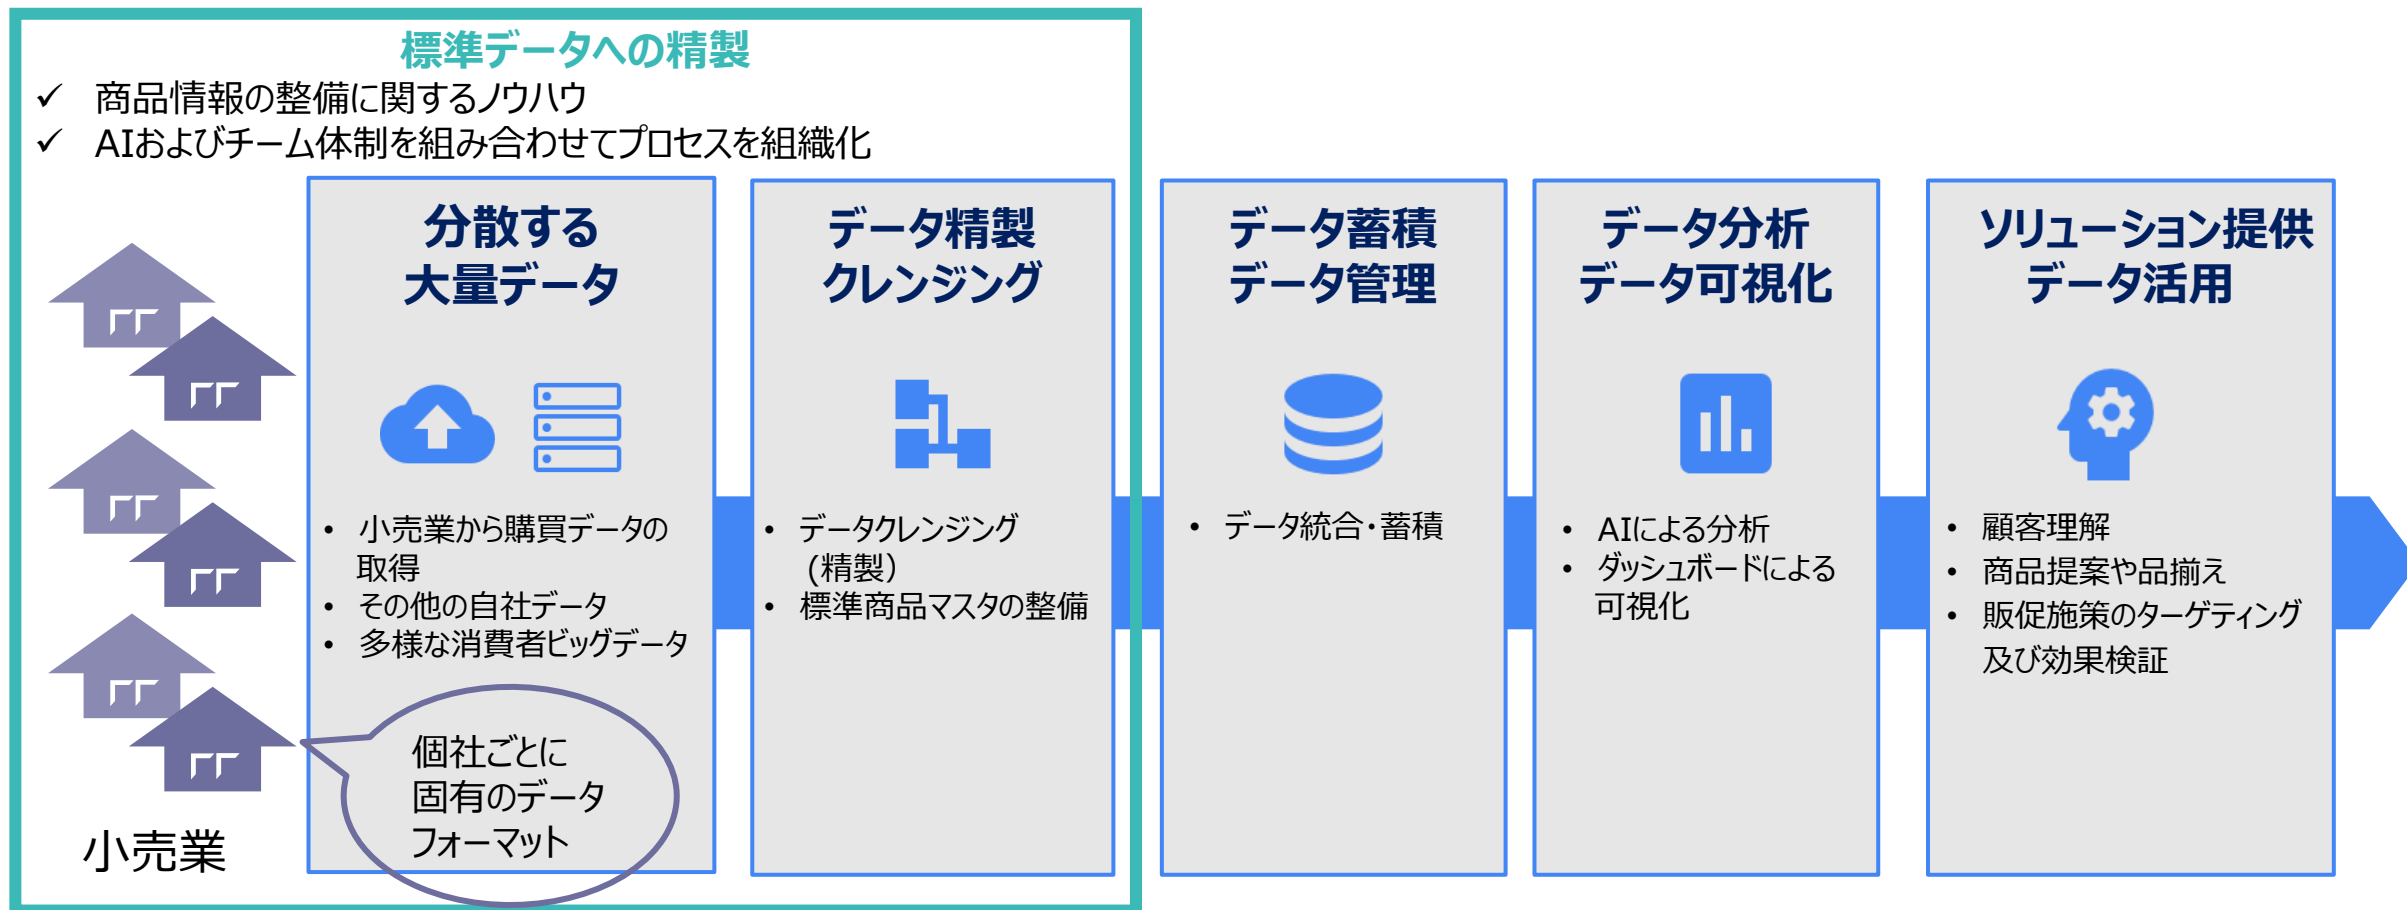 標準データへの精製
✓ 商品情報の整備に関するノウハウ
✓ AIおよびチーム体制を組み合わせてプロセスを組織化
小売業
分散する
大量データ
• 小売業から購買データの
取得
• その他の自社データ
• 多様な消費者ビッグデータ
個社ごとに
固有のデータ
フォーマット
データ精製
クレンジング
• データクレンジング
(精製）
• 標準商品マスタの整備
データ蓄積
データ管理
• データ統合・蓄積
データ分析
データ可視化
• AIによる分析
• ダッシュボードによる
可視化
ソリューション提供
データ活用
• 顧客理解
• 商品提案や品揃え
• 販促施策のターゲティング
及び効果検証